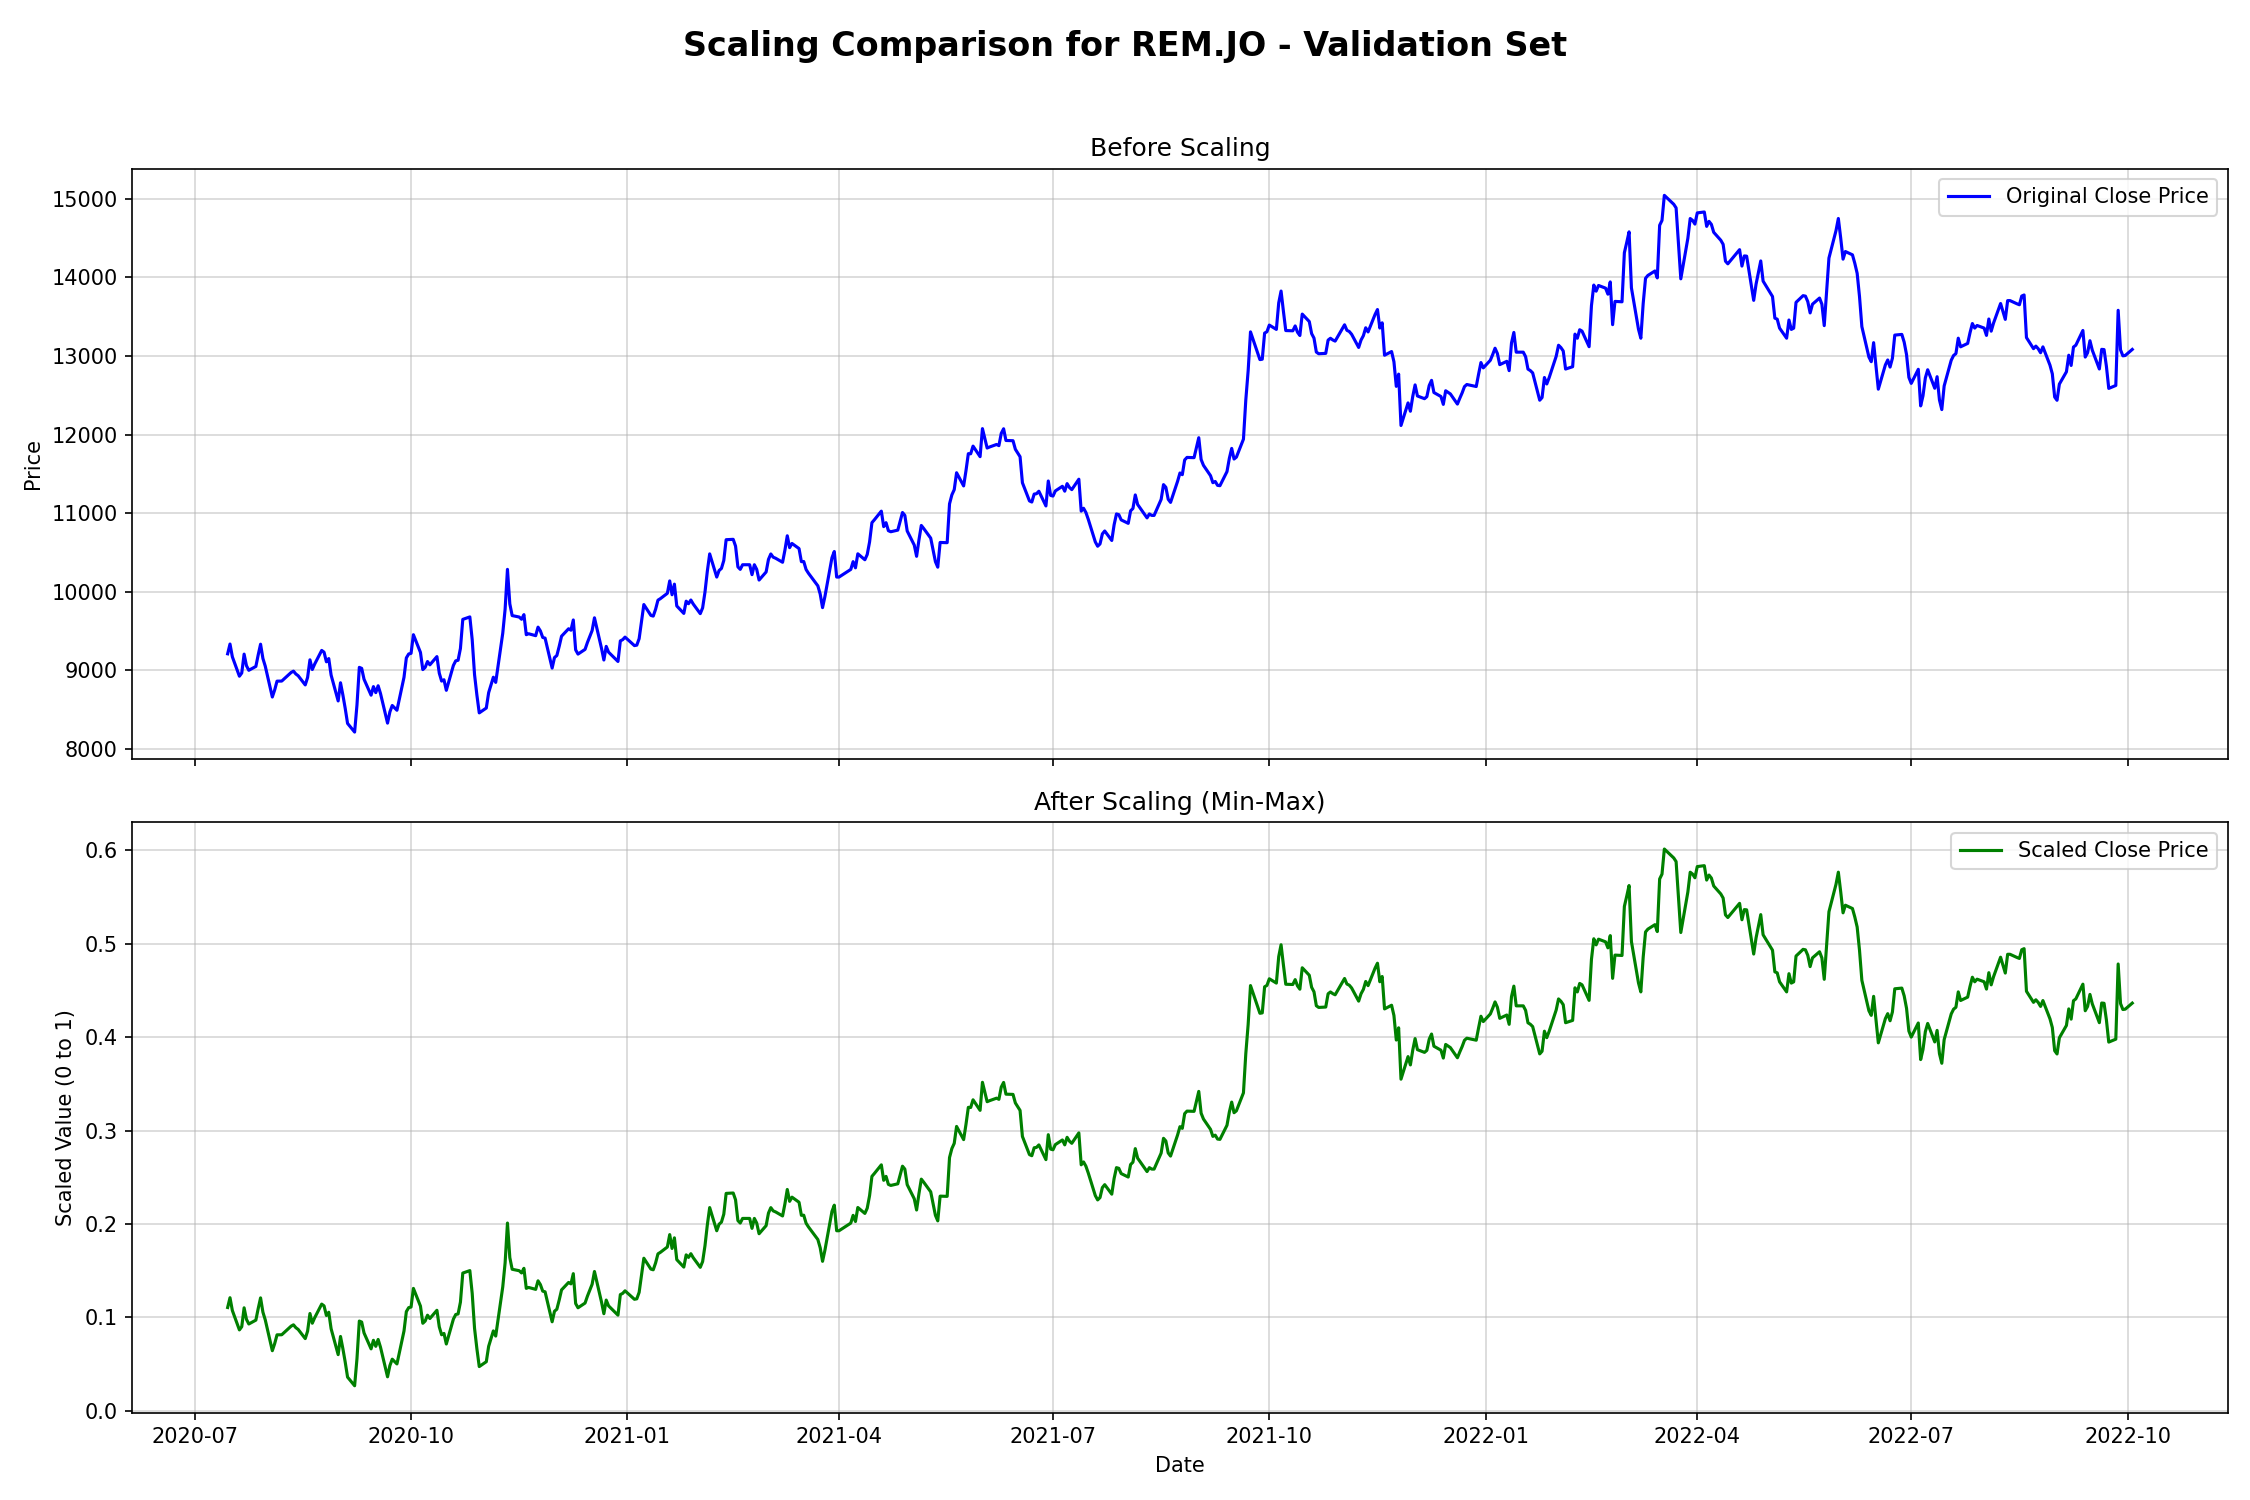 Scaling Comparison for REM.JO - Validation Set
Before Scaling
Original Close Price
Price
15000
14000
13000
12000
11000
10000
9000
8000
After Scaling (Min-Max)
Scaled Close Price
Scaled Value (0 to 1)
0.6
0.5
0.4
0.3
0.2
0.1
0.0
2020-07 2020-10 2021-01 2021-04 2021-07 2021-10 2022-01 2022-04 2022-07 2022-10
Date